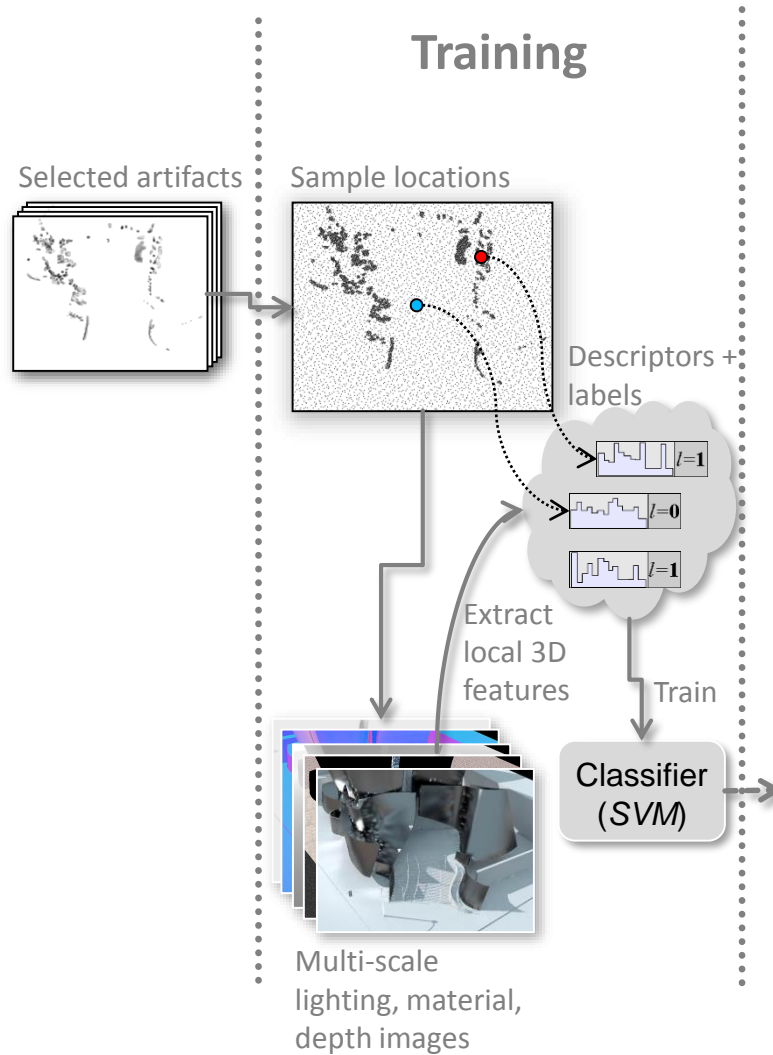 Training
Selected artifacts
Sample locations
Descriptors +
labels
l=1
l=0
l=1
Extract
local 3D
features
Train
Classifier
(SVM)
Multi-scale
lighting, material,
depth images